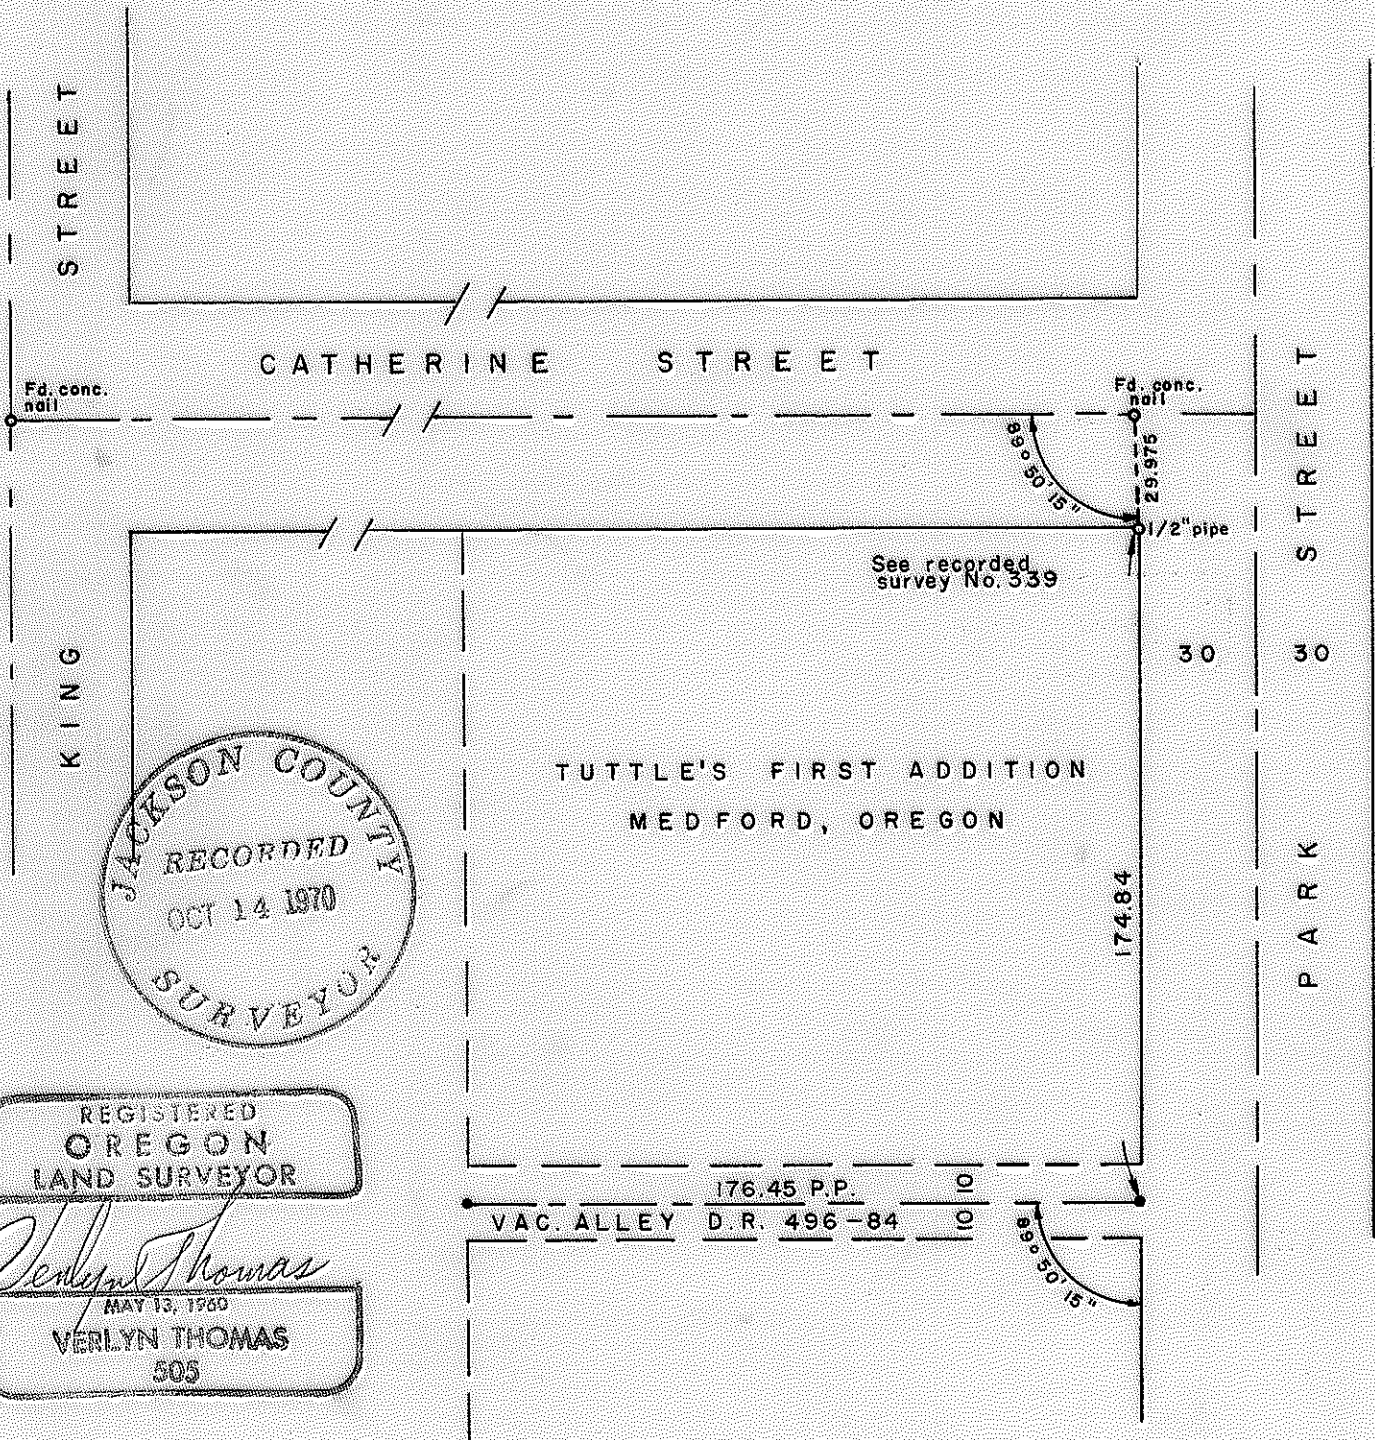 STREET
CATHERINE STREET
Fd. conc.
nail
Fd. conc.
nail
89° 50' 15"
29.975
1/2" pipe
See recorded
survey No. 339
STREET
KING
30
30
TUTTLE'S FIRST ADDITION
MEDFORD, OREGON
174.84
PARK
JACKSON COUNTY
RECORDED
OCT 14 1970
SURVEYOR
REGISTERED
OREGON
LAND SURVEYOR
Verlyn Thomas
MAY 13, 1960
VERLYN THOMAS
505
176.45 P.P.
10
VAC. ALLEY D.R. 496-84
10
89° 50' 15"